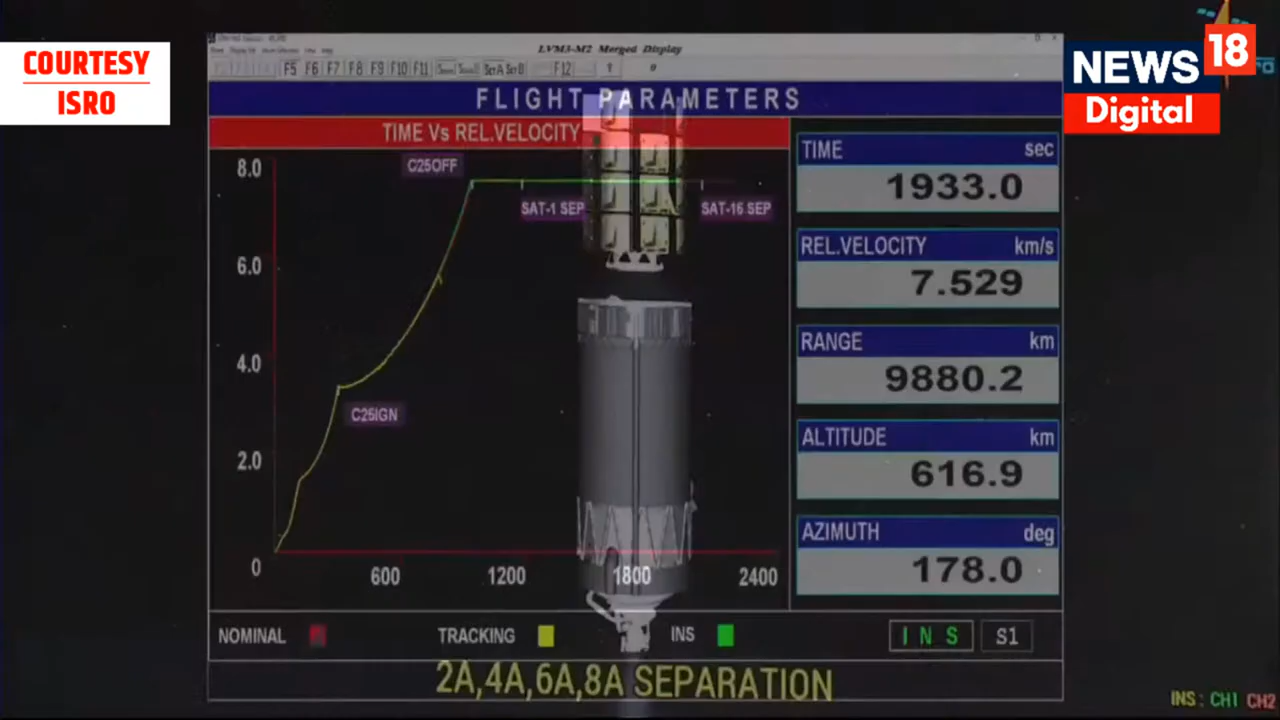 COURTESY
ISRO
NEWS 18
Digital
LVM3-M2 Merged Display
F5 F6 F7 F8 F9 F10 F11 SctA SctB F12
FLIGHT PARAMETERS
TIME Vs REL.VELOCITY
8.0
6.0
4.0
2.0
0
600 1200 1800 2400
C25OFF
SAT-1 SEP
SAT-16 SEP
C25IGN
TIME sec
1933.0
REL.VELOCITY km/s
7.529
RANGE km
9880.2
ALTITUDE km
616.9
AZIMUTH deg
178.0
NOMINAL TRACKING INS INS S1
2A,4A,6A,8A SEPARATION
INS: CH1 CH2